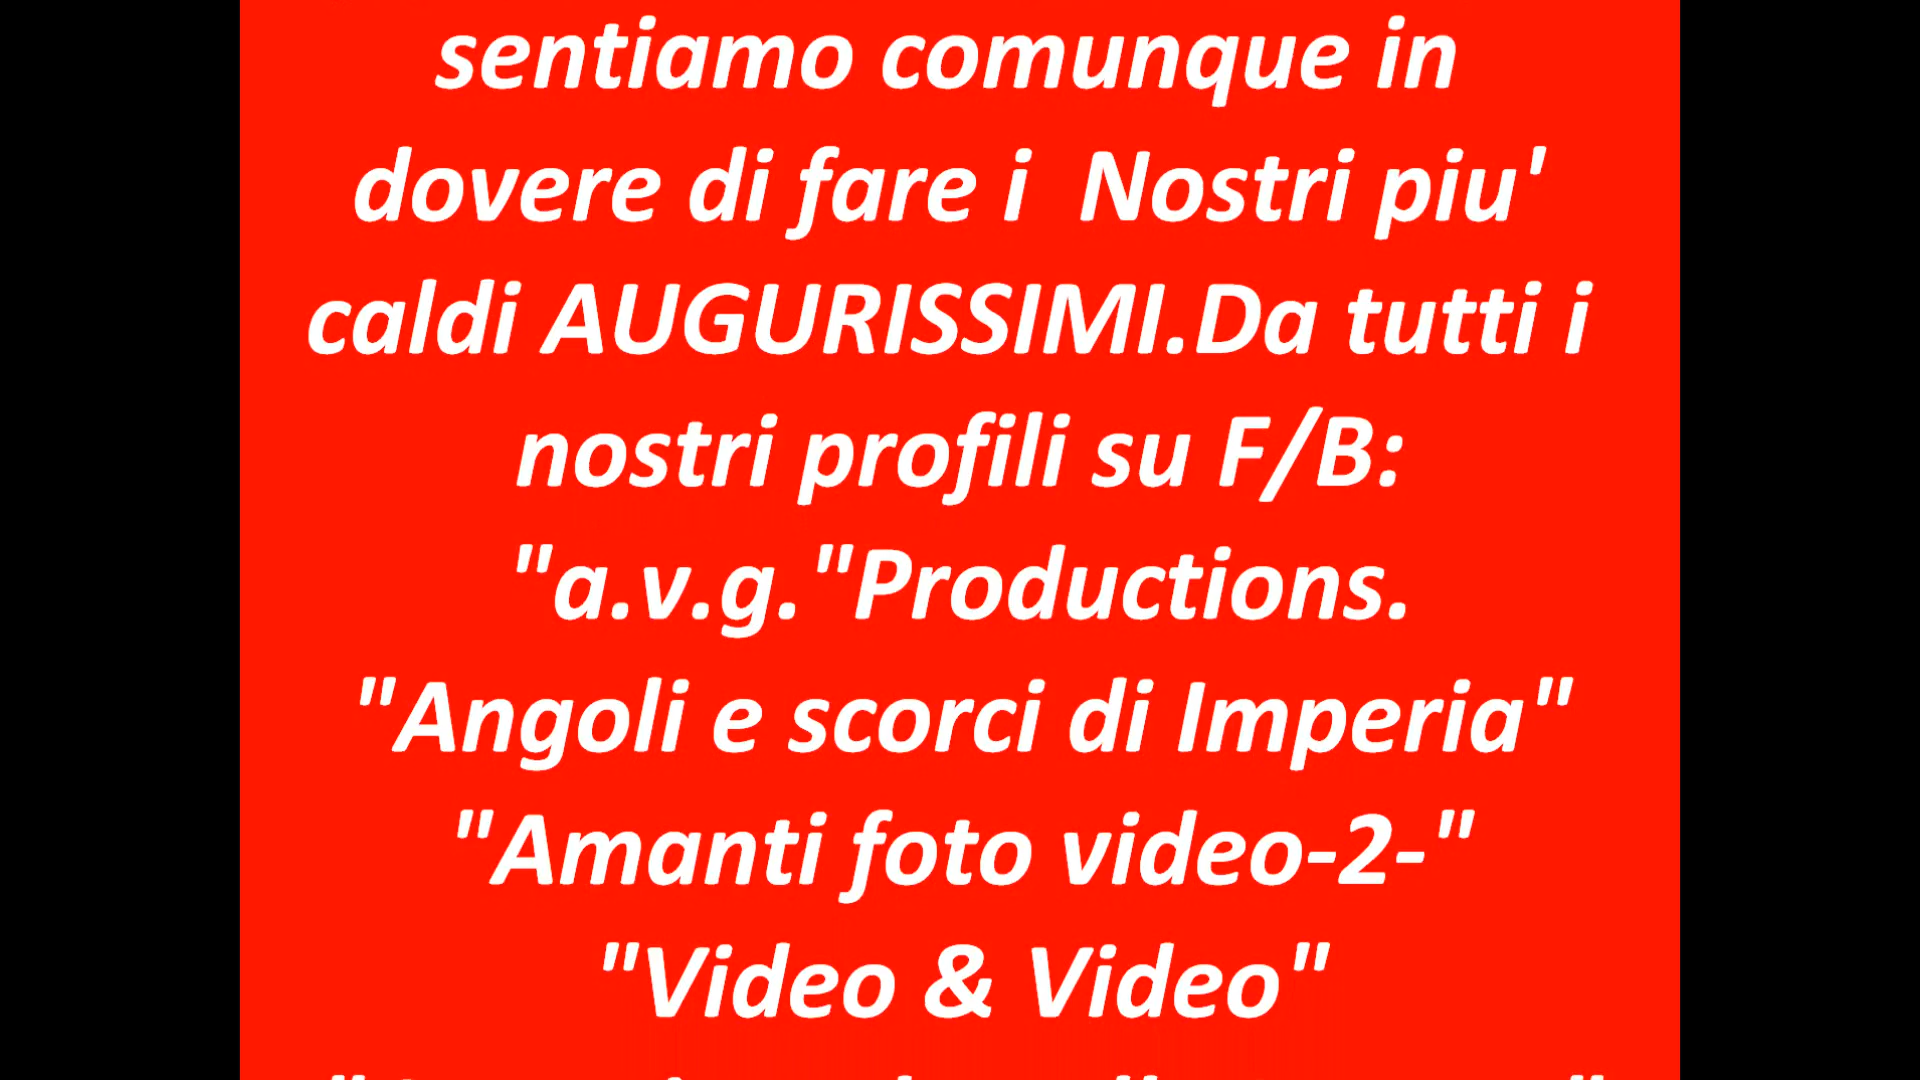 sentiamo comunque in
dovere di fare i  Nostri piu'
caldi AUGURISSIMI.Da tutti i
nostri profili su F/B:
"a.v.g."Productions.
"Angoli e scorci di Imperia"
"Amanti foto video-2-"
"Video & Video"